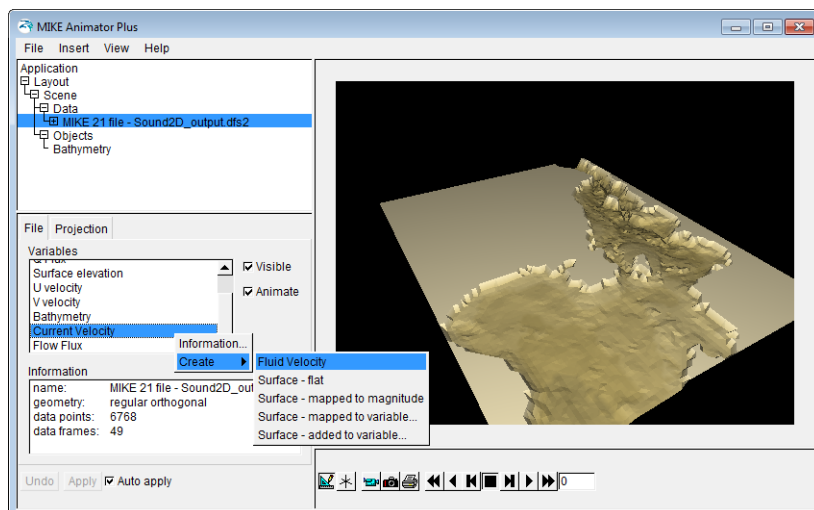 MIKE Animator Plus
File Insert View Help
Application
Layout
Scene
Data
MIKE 21 file - Sound2D_output.dfs2
Objects
Bathymetry
File Projection
Variables
Surface elevation
U velocity
V velocity
Bathymetry
Current Velocity
Flow Flux
Visible
Animate
Information...
Create
Fluid Velocity
Surface - flat
Surface - mapped to magnitude
Surface - mapped to variable...
Surface - added to variable...
Information
name: MIKE 21 file - Sound2D_out
geometry: regular orthogonal
data points: 6768
data frames: 49
Undo Apply Auto apply
0